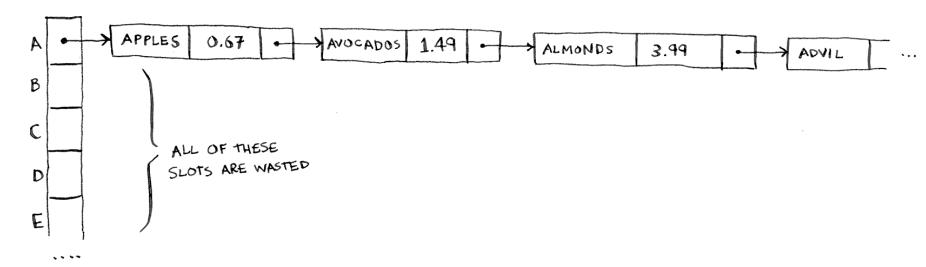 A
APPLES 0.67
AVOCADOS 1.49
ALMONDS 3.99
ADVIL ...
B
C
D
E
....
ALL OF THESE
SLOTS ARE WASTED